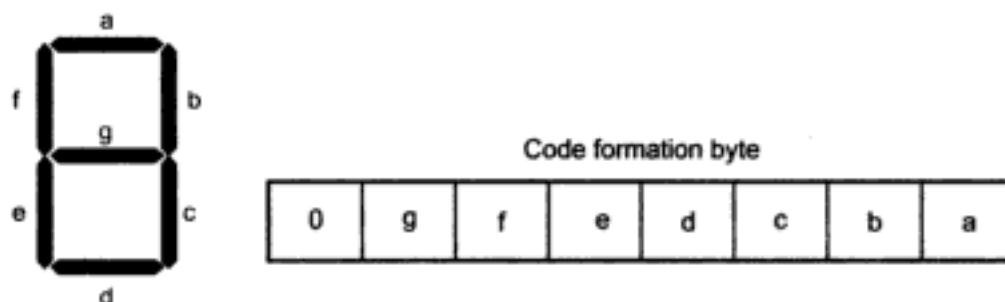 a
f b
g
e c
d
Code formation byte
0 g f e d c b a